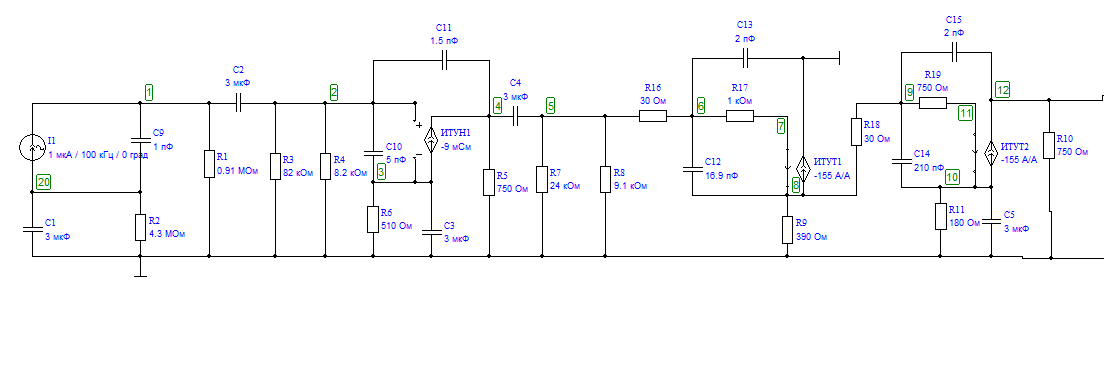 C11
1.5 пФ
C13
2 пФ
C15
2 пФ
C2
3 мкФ
C4
3 мкФ
R16
30 Ом
R17
1 кОм
R19
750 Ом
1
2
4
5
6
7
9
11
12
I1
1 мкА / 100 кГц / 0 град
C9
1 пФ
R1
0.91 МОм
R3
82 кОм
R4
8.2 кОм
C10
5 пФ
+
−
ИТУН1
-9 мСм
R5
750 Ом
R7
24 кОм
R8
9.1 кОм
C12
16.9 пФ
ИТУТ1
-155 А/А
R18
30 Ом
C14
210 пФ
ИТУТ2
-155 А/А
R10
750 Ом
20
3
8
10
C1
3 мкФ
R2
4.3 МОм
R6
510 Ом
C3
3 мкФ
R9
390 Ом
R11
180 Ом
C5
3 мкФ